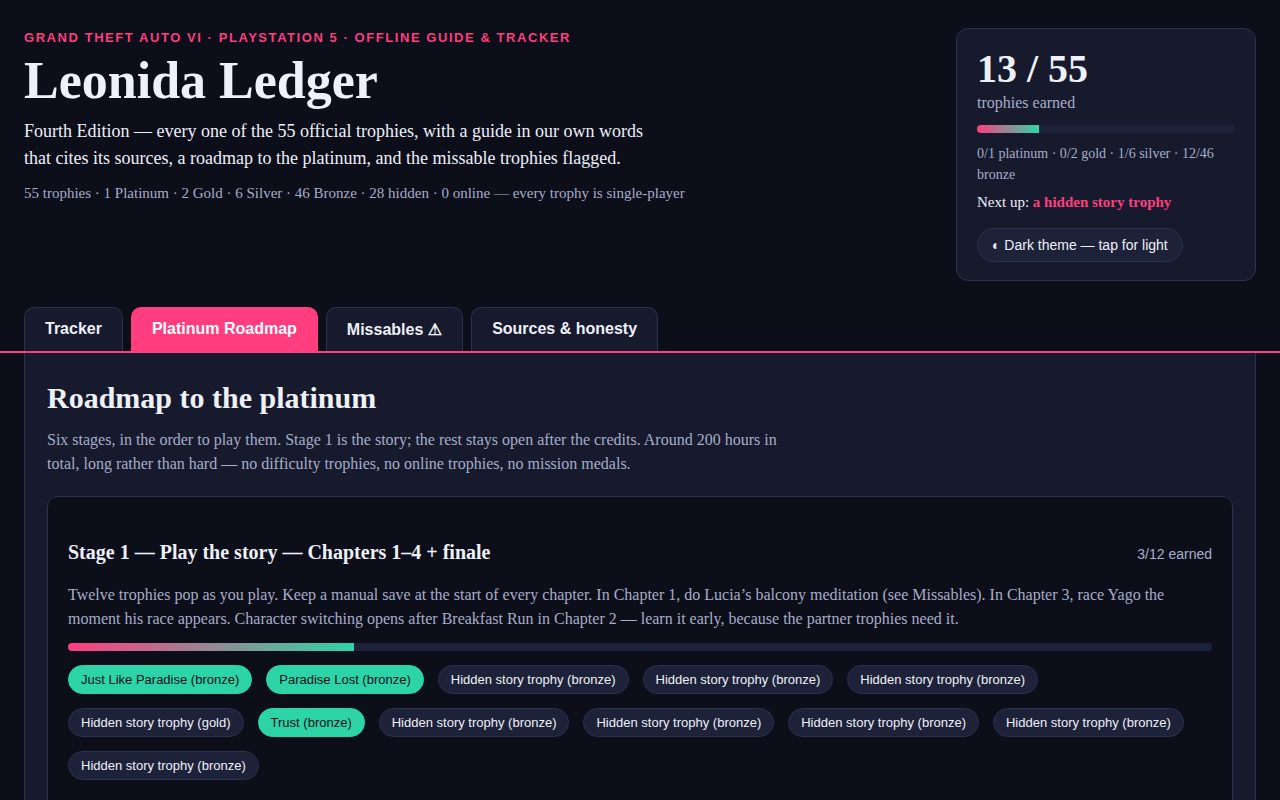 GRAND THEFT AUTO VI · PLAYSTATION 5 · OFFLINE GUIDE & TRACKER
Leonida Ledger
Fourth Edition — every one of the 55 official trophies, with a guide in our own words
that cites its sources, a roadmap to the platinum, and the missable trophies flagged.
55 trophies · 1 Platinum · 2 Gold · 6 Silver · 46 Bronze · 28 hidden · 0 online — every trophy is single-player
13 / 55
trophies earned
0/1 platinum · 0/2 gold · 1/6 silver · 12/46
bronze
Next up: a hidden story trophy
Dark theme — tap for light
Tracker
Platinum Roadmap
Missables ⚠
Sources & honesty
Roadmap to the platinum
Six stages, in the order to play them. Stage 1 is the story; the rest stays open after the credits. Around 200 hours in
total, long rather than hard — no difficulty trophies, no online trophies, no mission medals.
Stage 1 — Play the story — Chapters 1–4 + finale
3/12 earned
Twelve trophies pop as you play. Keep a manual save at the start of every chapter. In Chapter 1, do Lucia’s balcony meditation (see Missables). In Chapter 3, race Yago the
moment his race appears. Character switching opens after Breakfast Run in Chapter 2 — learn it early, because the partner trophies need it.
Just Like Paradise (bronze)
Paradise Lost (bronze)
Hidden story trophy (bronze)
Hidden story trophy (bronze)
Hidden story trophy (bronze)
Hidden story trophy (gold)
Trust (bronze)
Hidden story trophy (bronze)
Hidden story trophy (bronze)
Hidden story trophy (bronze)
Hidden story trophy (bronze)
Hidden story trophy (bronze)